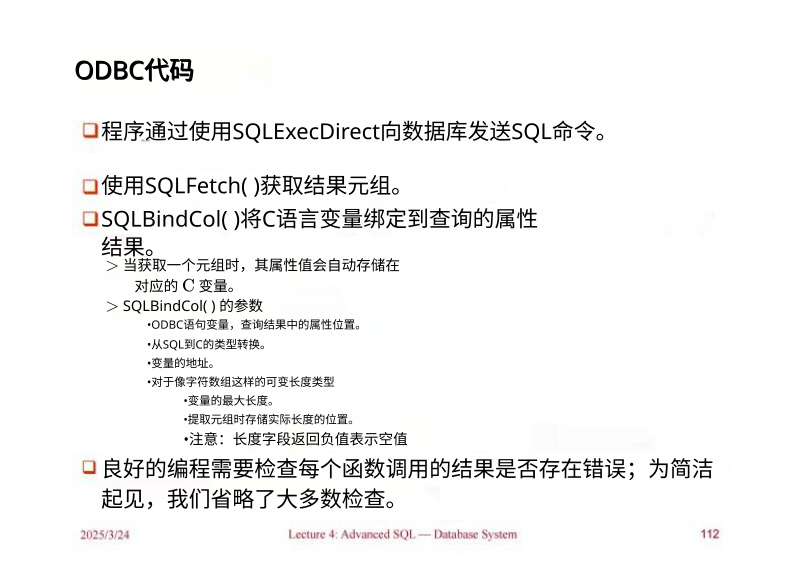 ODBC代码
❑程序通过使用SQLExecDirect向数据库发送SQL命令。
❑使用SQLFetch( )获取结果元组。
❑SQLBindCol( )将C语言变量绑定到查询的属性
结果。
＞当获取一个元组时，其属性值会自动存储在
对应的 C 变量。
＞SQLBindCol( ) 的参数
•ODBC语句变量，查询结果中的属性位置。
•从SQL到C的类型转换。
•变量的地址。
•对于像字符数组这样的可变长度类型
•变量的最大长度。
•提取元组时存储实际长度的位置。
•注意：长度字段返回负值表示空值
❑良好的编程需要检查每个函数调用的结果是否存在错误；为简洁
起见，我们省略了大多数检查。
2025/3/24 Lecture 4: Advanced SQL — Database System 112